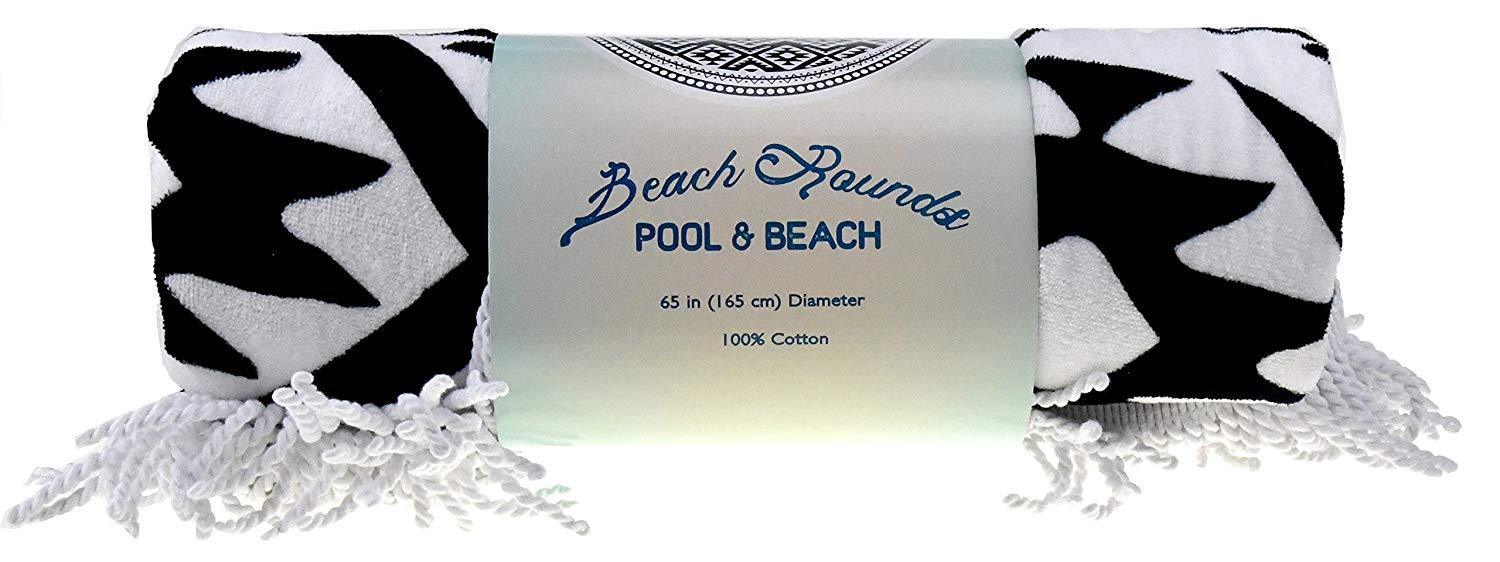 Beach Rounds
POOL & BEACH
65 in (165 cm) Diameter
100% Cotton